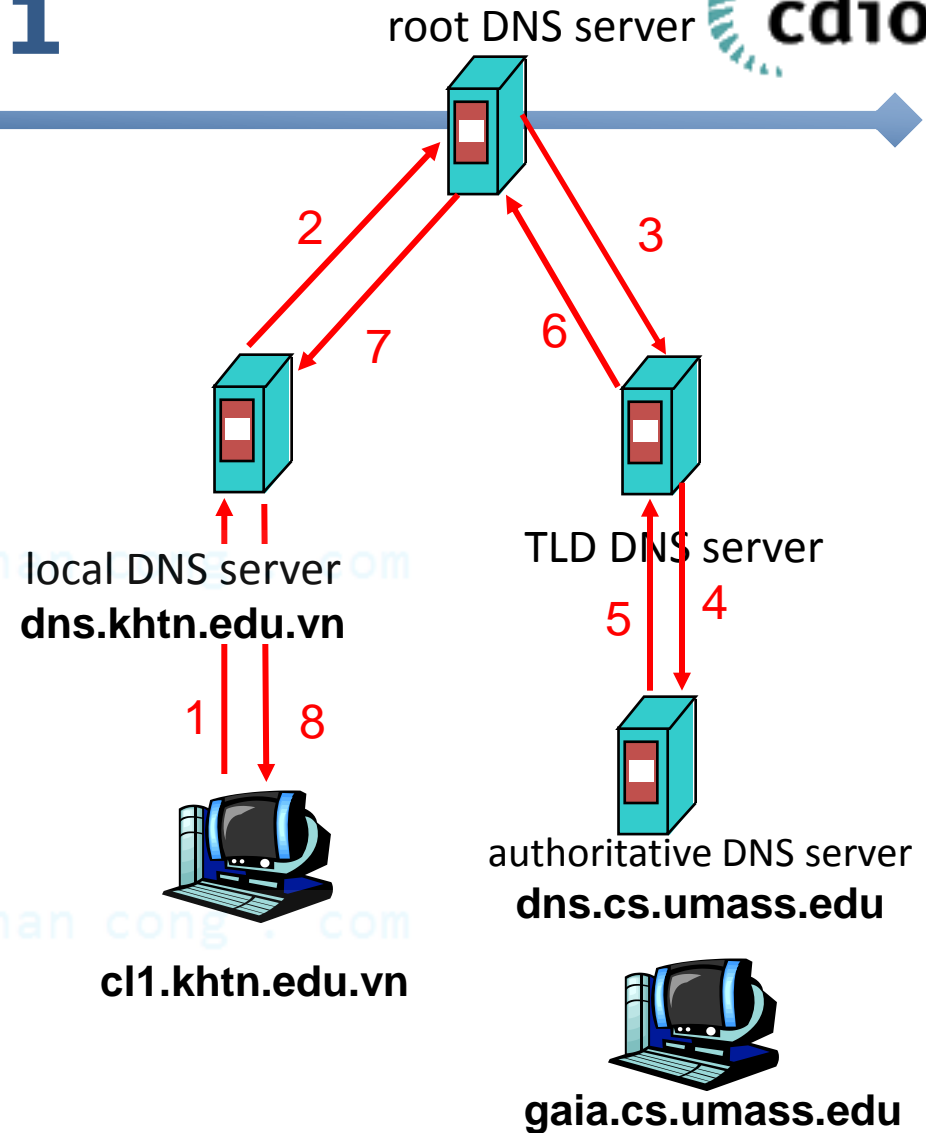 1
root DNS server
cdio
2
3
7
6
local DNS server
dns.khtn.edu.vn
TLD DNS server
5
4
1
8
authoritative DNS server
dns.cs.umass.edu
cong . com
cl1.khtn.edu.vn
gaia.cs.umass.edu